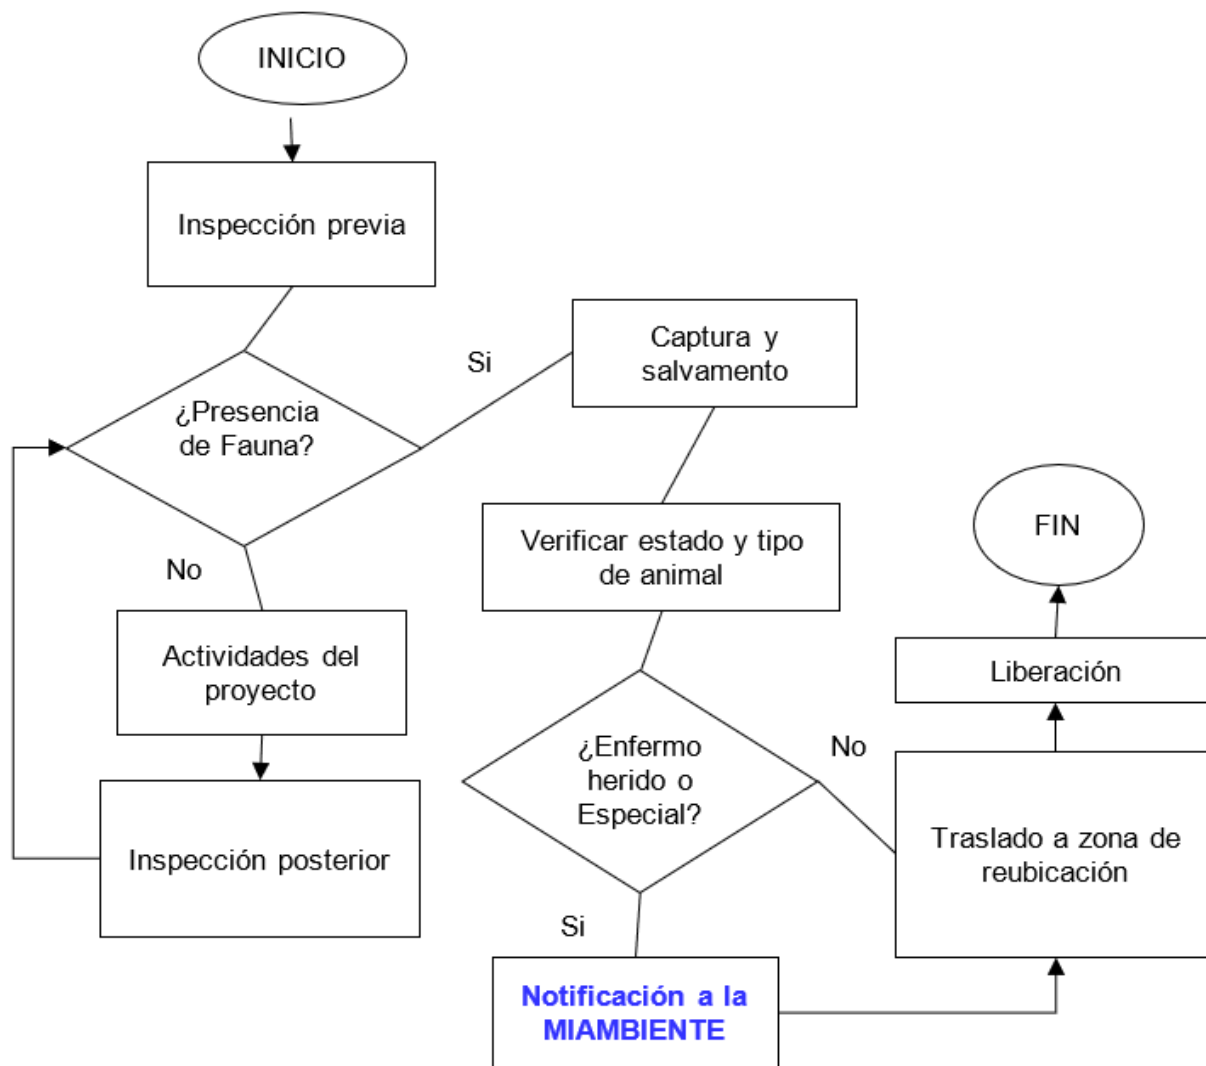 INICIO
Inspección previa
¿Presencia
de Fauna?
Si
Captura y
salvamento
No
Verificar estado y tipo
de animal
FIN
Actividades del
proyecto
Liberación
¿Enfermo
herido o
Especial?
No
Inspección posterior
Traslado a zona de
reubicación
Si
Notificación a la
MIAMBIENTE